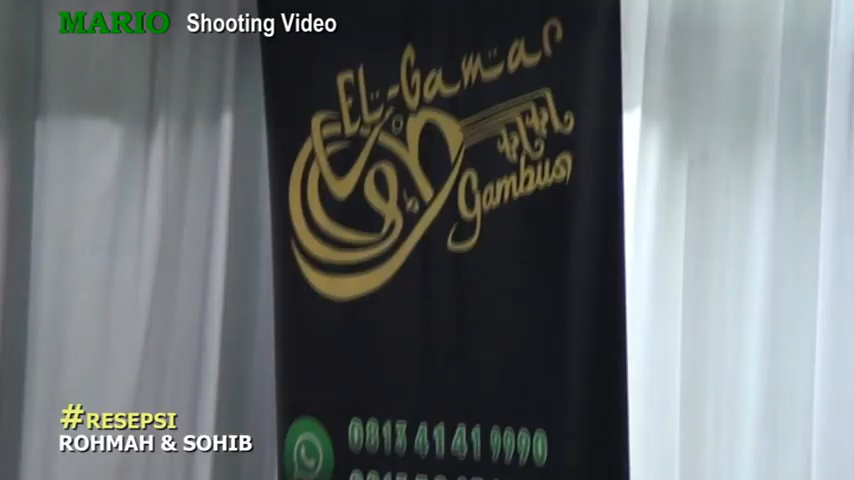 MARIO Shooting Video
EL-Gamar
Gambus
0813 41 41 9990
#RESEPSI
ROHMAH & SOHIB